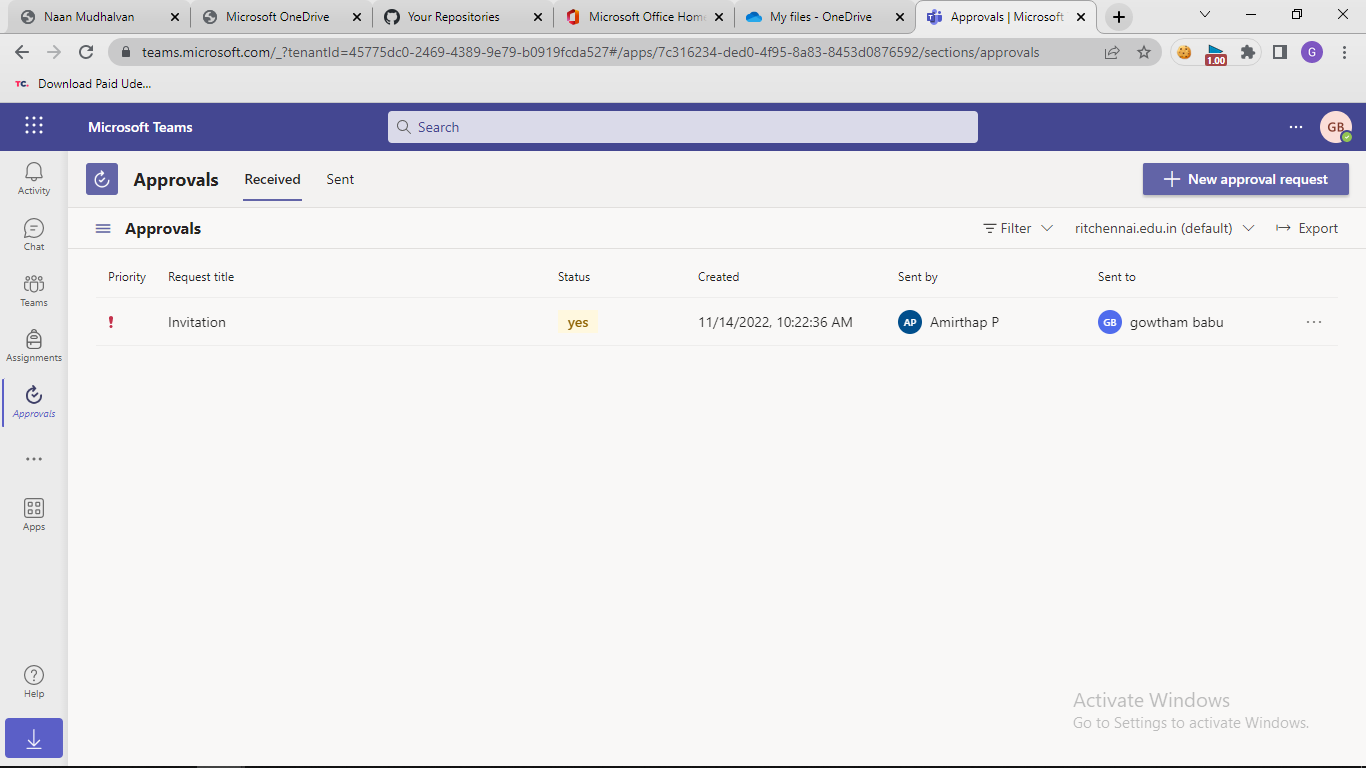 Naan Mudhalvan
Microsoft OneDrive
Your Repositories
Microsoft Office Hom
My files - OneDrive
Approvals | Microsoft
teams.microsoft.com/_?tenantId=45775dc0-2469-4389-9e79-b0919fcda527#/apps/7c316234-ded0-4f95-8a83-8453d0876592/sections/approvals
1.00
G
TC. Download Paid Ude...
Microsoft Teams
Search
GB
Activity
Chat
Teams
Assignments
Approvals
Apps
Help
Approvals
Received
Sent
New approval request
Approvals
Filter
ritchennai.edu.in (default)
Export
Priority Request title Status Created Sent by Sent to
Invitation yes 11/14/2022, 10:22:36 AM AP Amirthap P GB gowtham babu
Activate Windows
Go to Settings to activate Windows.